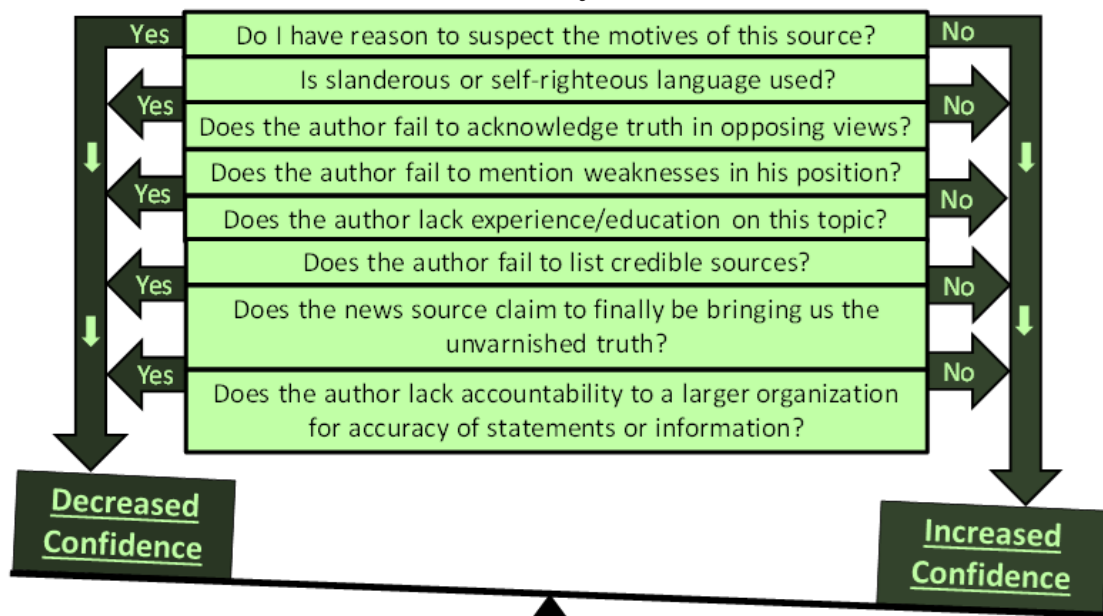 Yes Do I have reason to suspect the motives of this source? No
Is slanderous or self-righteous language used?
Yes No
Does the author fail to acknowledge truth in opposing views?
Does the author fail to mention weaknesses in his position?
Yes No
Does the author lack experience/education on this topic?
Does the author fail to list credible sources?
Yes No
Does the news source claim to finally be bringing us the
unvarnished truth?
Yes No
Does the author lack accountability to a larger organization
for accuracy of statements or information?
Decreased
Confidence
Increased
Confidence